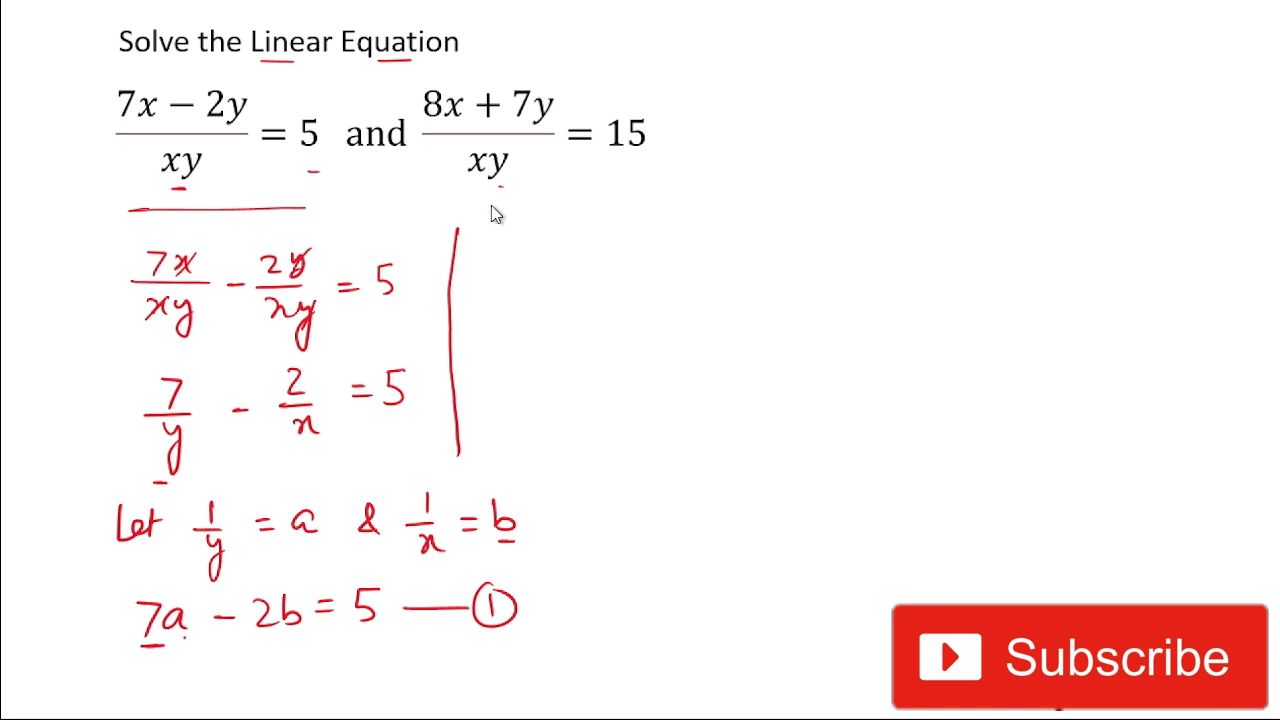 Solve the Linear Equation
7x − 2y / xy = 5 and 8x + 7y / xy = 15
7x / xy - 2y / xy = 5
7 / y - 2 / x = 5
Let 1 / y = a & 1 / x = b
7a - 2b = 5 — ①
Subscribe